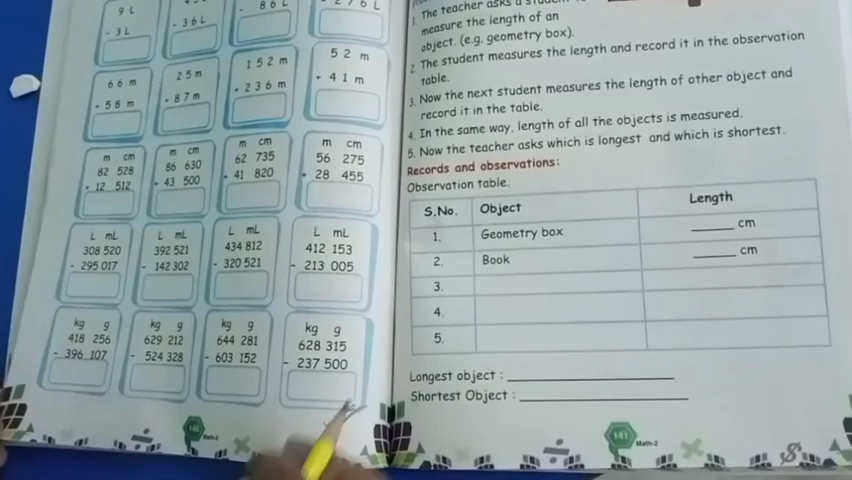 9 L
- 3 L
- 3 6 L
8 6 L
2 7 6 L
6 6 m
+ 5 8 m
2 5 m
+ 8 7 m
1 5 2 m
+ 2 3 6 m
5 2 m
+ 4 1 m
m cm
82 528
+ 12 512
m cm
86 630
+ 43 500
m cm
62 735
+ 41 820
m cm
56 275
+ 28 455
L mL
308 520
- 295 017
L mL
392 521
- 142 302
L mL
434 812
- 320 521
L mL
412 153
- 213 005
kg g
418 256
- 396 107
kg g
629 212
- 524 328
kg g
644 281
- 603 152
kg g
628 315
- 237 500
Math-2
1. The teacher asks a
measure the length of an
object. (e.g. geometry box).
2. The student measures the length and record it in the observation
table.
3. Now the next student measures the length of other object and
record it in the table.
4. In the same way, length of all the objects is measured.
5. Now the teacher asks which is longest and which is shortest.
Records and observations:
Observation table.
S.No. Object Length
1. Geometry box ______ cm
2. Book ______ cm
3.
4.
5.
Longest object : ______
Shortest Object : ______
141
Math-2